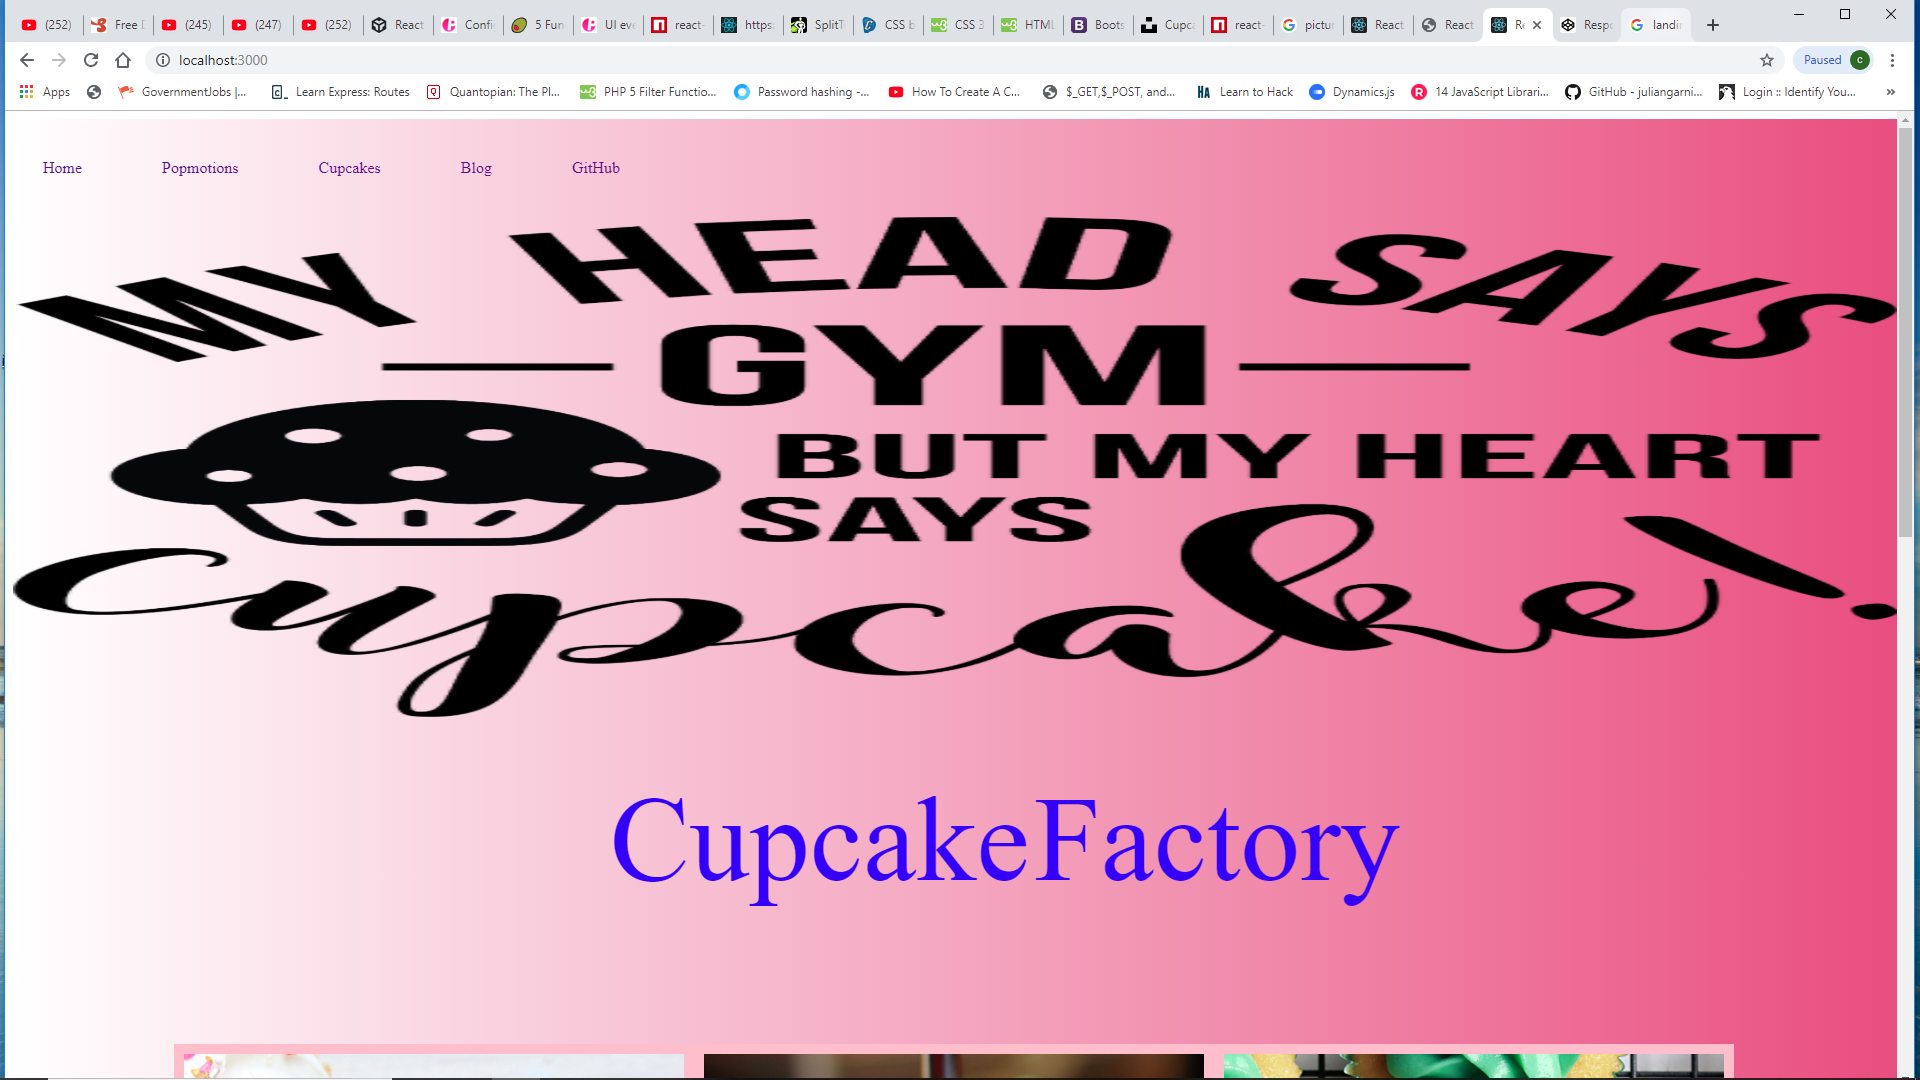 (252) Free (245) (247) (252) React Confi 5 Fun UI eve react- https: SplitT CSS b CSS 3 HTML Boots Cupca react- pictur React React Re Respo landin
localhost:3000 Paused c
Apps GovernmentJobs |... Learn Express: Routes Quantopian: The Pl... PHP 5 Filter Functio... Password hashing -... How To Create A C... $_GET,$_POST, and... Learn to Hack Dynamics.js 14 JavaScript Librari... GitHub - juliangarni... Login :: Identify You... »
Home Popmotions Cupcakes Blog GitHub
MY HEAD SAYS
GYM
BUT MY HEART
SAYS
Cupcake!
CupcakeFactory